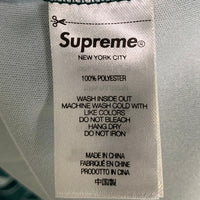 Supreme®
NEW YORK CITY
100% POLYESTER
WASH INSIDE OUT
MACHINE WASH COLD WITH
LIKE COLORS
DO NOT BLEACH
HANG DRY
DO NOT IRON
MADE IN CHINA
FABRIQUÉ EN CHINE
PRODOTTO IN CINA
中国製